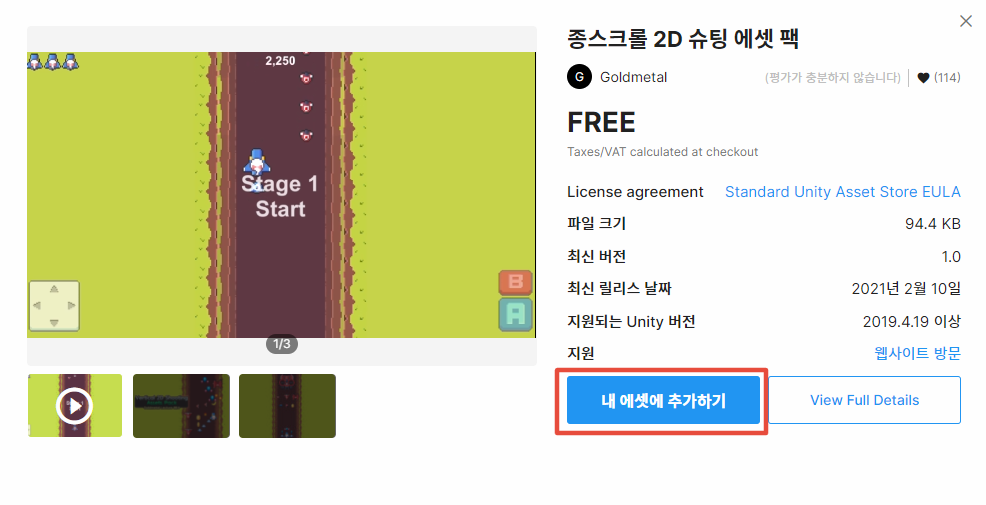 종스크롤 2D 슈팅 에셋 팩
G Goldmetal (평가가 충분하지 않습니다) (114)
FREE
Taxes/VAT calculated at checkout
License agreement Standard Unity Asset Store EULA
파일 크기 94.4 KB
최신 버전 1.0
최신 릴리스 날짜 2021년 2월 10일
지원되는 Unity 버전 2019.4.19 이상
지원 웹사이트 방문
내 에셋에 추가하기 View Full Details
2,250
Stage 1
Start
B
A
1/3